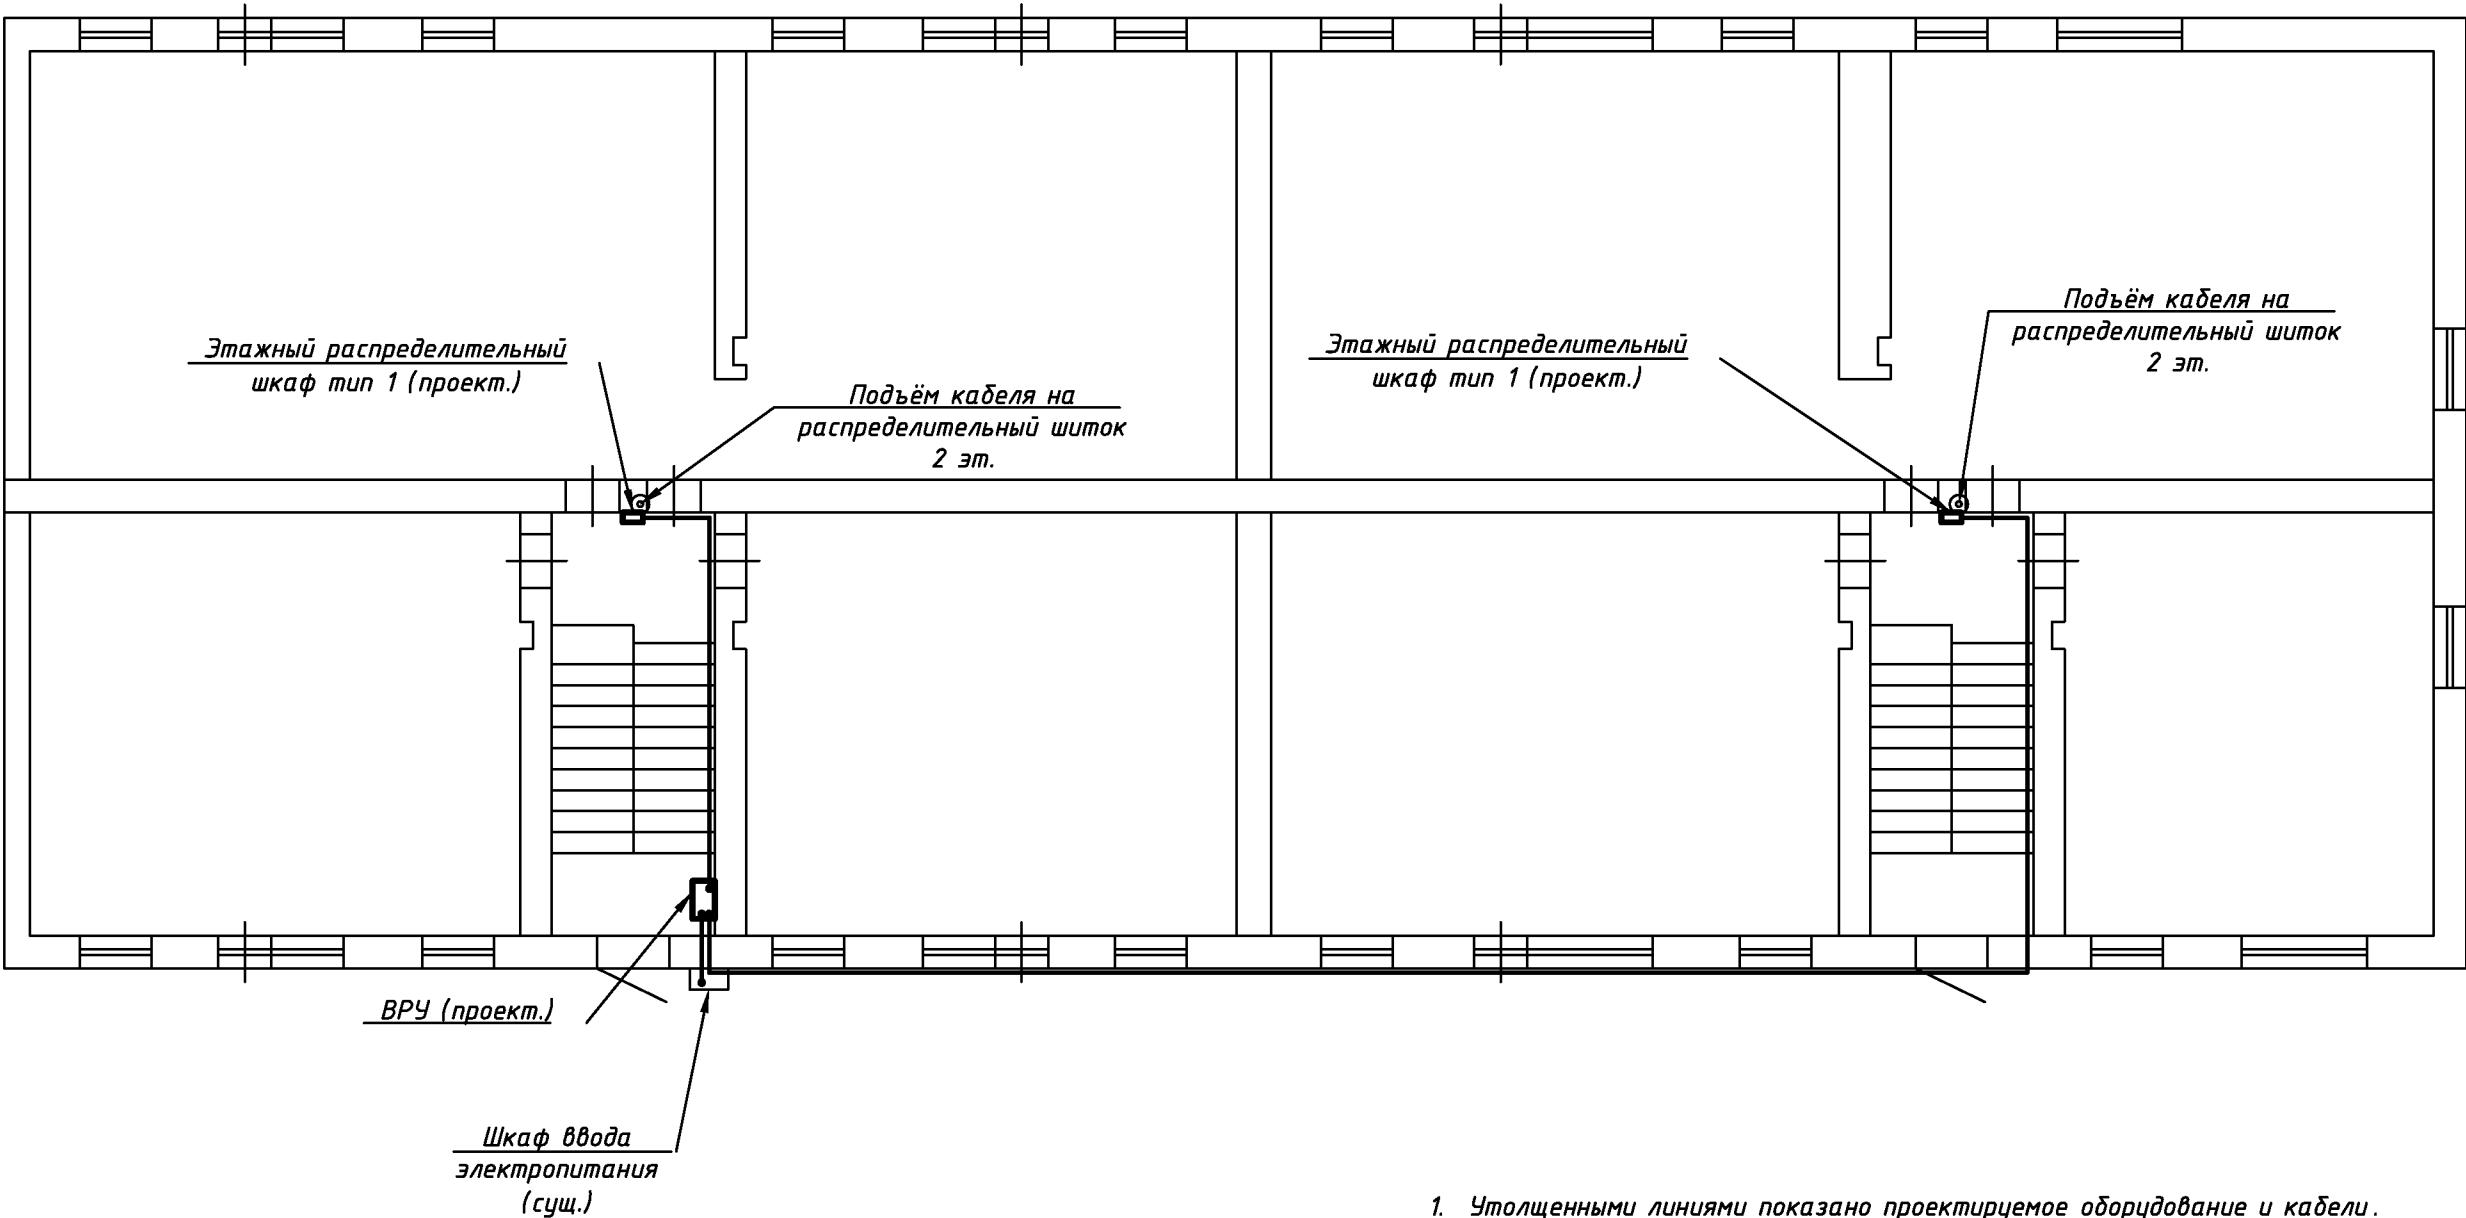 Подъём кабеля на
распределительный шиток
2 эт.
Этажный распределительный
шкаф тип 1 (проект.)
Этажный распределительный
шкаф тип 1 (проект.)
Подъём кабеля на
распределительный шиток
2 эт.
ВРУ (проект.)
Шкаф ввода
электропитания
(сущ.)
1. Утолщенными линиями показано проектируемое оборудование и кабели.